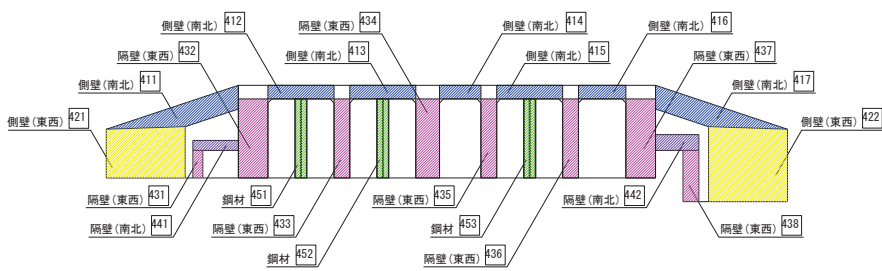 側壁(南北) 412
隔壁(東西) 434
側壁(南北) 414
側壁(南北) 416
隔壁(東西) 432
側壁(南北) 413
側壁(南北) 415
隔壁(東西) 437
側壁(南北) 411
側壁(南北) 417
側壁(東西) 421
側壁(東西) 422
隔壁(東西) 431
鋼材 451
隔壁(東西) 435
隔壁(南北) 442
隔壁(南北) 441
隔壁(東西) 433
鋼材 453
隔壁(東西) 438
鋼材 452
隔壁(東西) 436